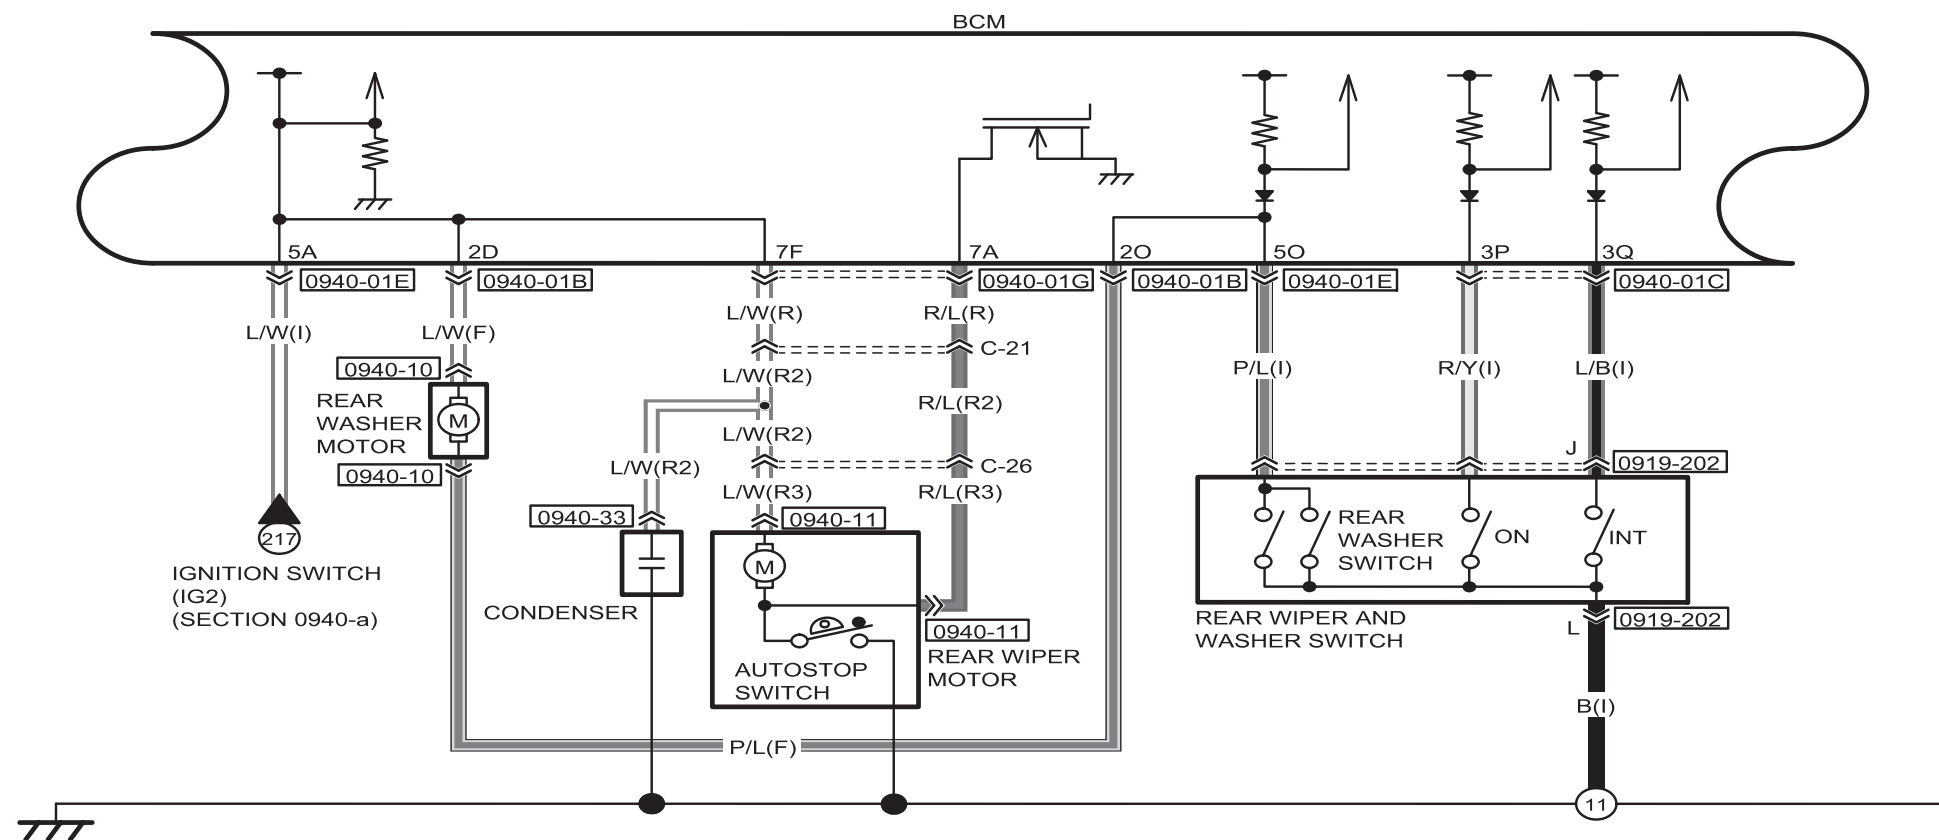 BCM
5A
2D
7F
7A
2O
5O
3P
3Q
0940-01E
0940-01B
0940-01G
0940-01B
0940-01E
0940-01C
L/W(I)
L/W(F)
L/W(R)
R/L(R)
C-21
P/L(I)
R/Y(I)
L/B(I)
0940-10
REAR
WASHER
MOTOR
M
0940-10
L/W(R2)
R/L(R2)
L/W(R2)
L/W(R2)
C-26
L/W(R3)
R/L(R3)
J
0919-202
217
IGNITION SWITCH
(IG2)
(SECTION 0940-a)
0940-33
CONDENSER
0940-11
M
AUTOSTOP
SWITCH
0940-11
REAR WIPER
MOTOR
REAR
WASHER
SWITCH
ON
INT
REAR WIPER AND
WASHER SWITCH
L
0919-202
B(I)
P/L(F)
11